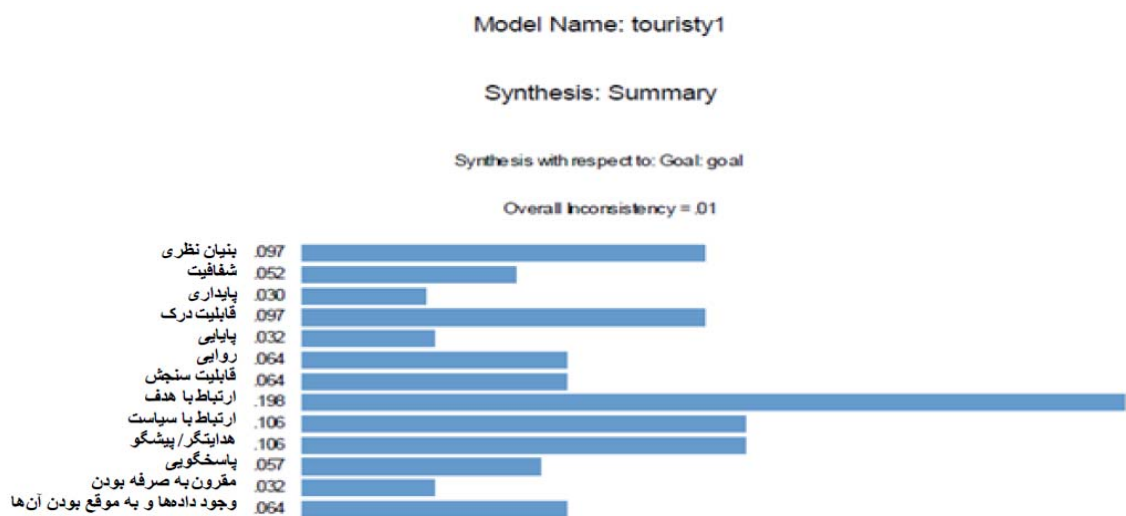 Model Name: touristy1
Synthesis: Summary
Synthesis with respect to: Goal: goal
Overall Inconsistency = .01
بنیان نظری .097
شفافیت .052
پایداری .030
قابلیت درک .097
پایایی .032
روایی .064
قابلیت سنجش .064
ارتباط با هدف .198
ارتباط با سیاست .106
هدایتگر/ پیشگو .106
پاسخگویی .057
مقرون به صرفه بودن .032
وجود داده‌ها و به موقع بودن آن‌ها .064